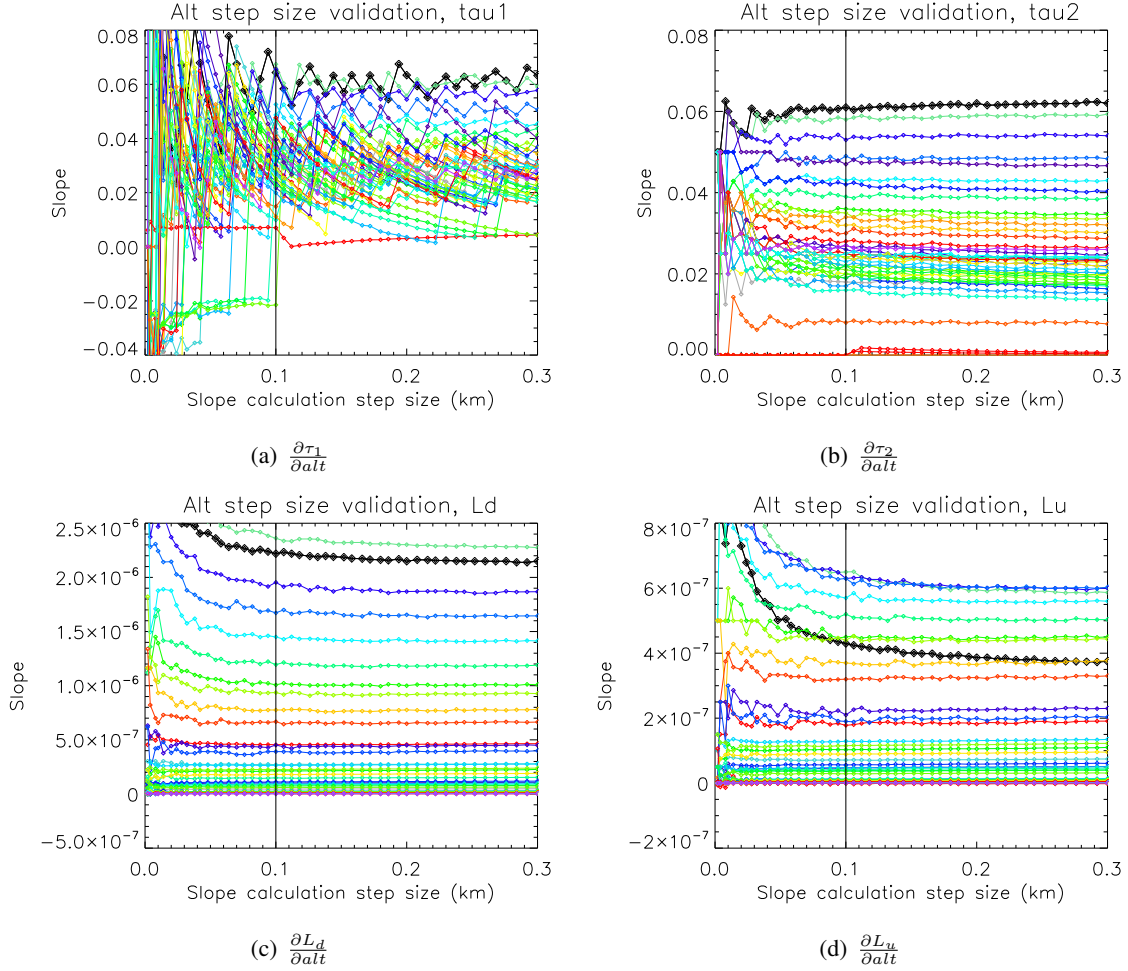 Alt step size validation, tau1
0.08
0.06
0.04
0.02
0.00
−0.02
−0.04
Slope
0.0 0.1 0.2 0.3
Slope calculation step size (km)
(a) ∂τ₁/∂alt
Alt step size validation, tau2
0.08
0.06
0.04
0.02
0.00
Slope
0.0 0.1 0.2 0.3
Slope calculation step size (km)
(b) ∂τ₂/∂alt
Alt step size validation, Ld
2.5×10⁻⁶
2.0×10⁻⁶
1.5×10⁻⁶
1.0×10⁻⁶
5.0×10⁻⁷
0
−5.0×10⁻⁷
Slope
0.0 0.1 0.2 0.3
Slope calculation step size (km)
(c) ∂L_d/∂alt
Alt step size validation, Lu
8×10⁻⁷
6×10⁻⁷
4×10⁻⁷
2×10⁻⁷
0
−2×10⁻⁷
Slope
0.0 0.1 0.2 0.3
Slope calculation step size (km)
(d) ∂L_u/∂alt